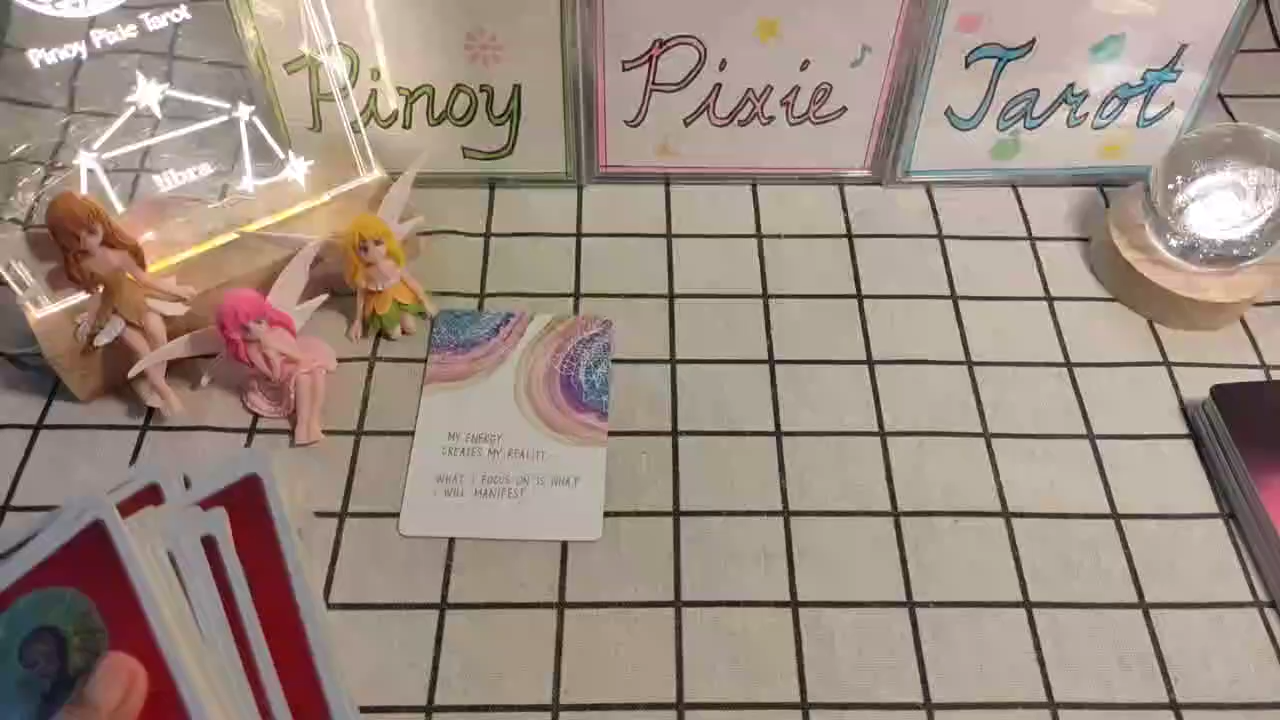 Pinoy Pixie Tarot
libra
Pinoy
Pixie
Tarot
MY ENERGY
CREATES MY REALITY
WHAT I FOCUS ON IS WHAT
I WILL MANIFEST